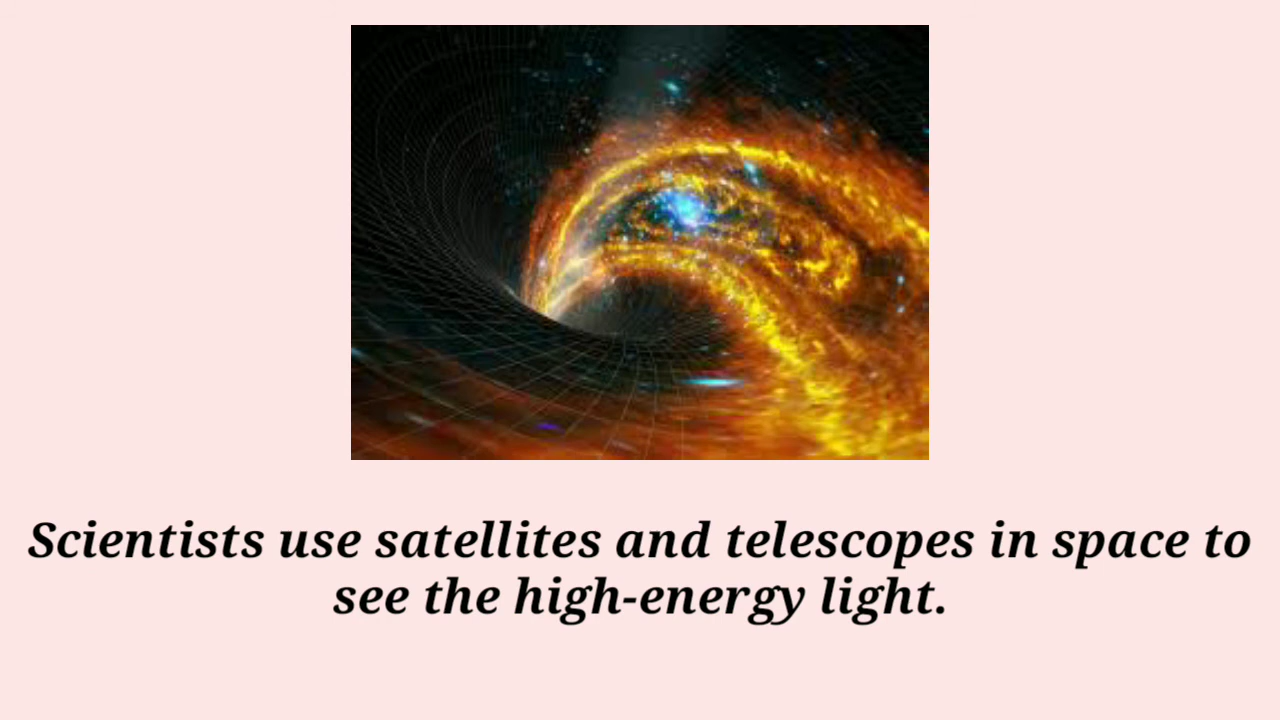 Scientists use satellites and telescopes in space to
see the high-energy light.